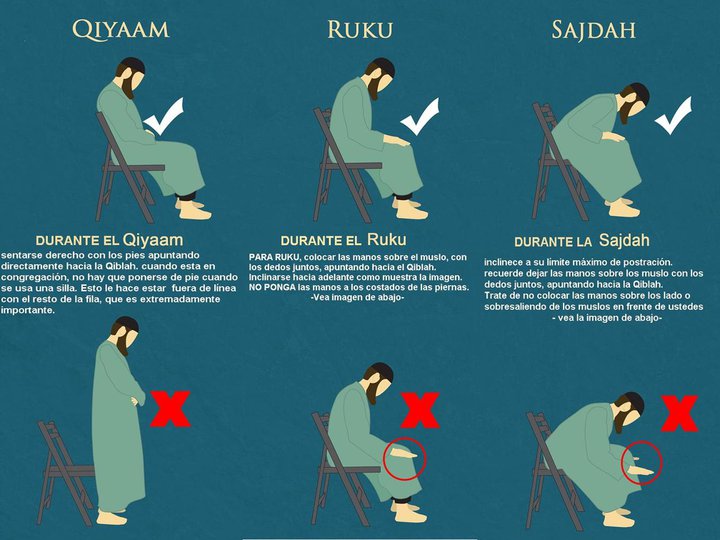 QIYAAM
DURANTE EL Qiyaam
sentarse derecho con los pies apuntando
directamente hacia la Qiblah. cuando esta en
congregación, no hay que ponerse de pie cuando
se usa una silla. Esto le hace estar fuera de línea
con el resto de la fila, que es extremadamente
importante.
RUKU
DURANTE EL Ruku
PARA RUKU, colocar las manos sobre el muslo, con
los dedos juntos, apuntando hacia el Qiblah.
Inclinarse hacia adelante como muestra la imagen.
NO PONGA las manos a los costados de las piernas.
-Vea imagen de abajo-
SAJDAH
DURANTE LA Sajdah
inclinece a su límite máximo de postración.
recuerde dejar las manos sobre los muslo con los
dedos juntos, apuntando hacia la Qiblah.
Trate de no colocar las manos sobre los lado o
sobresaliendo de los muslos en frente de ustedes
- vea la imagen de abajo-